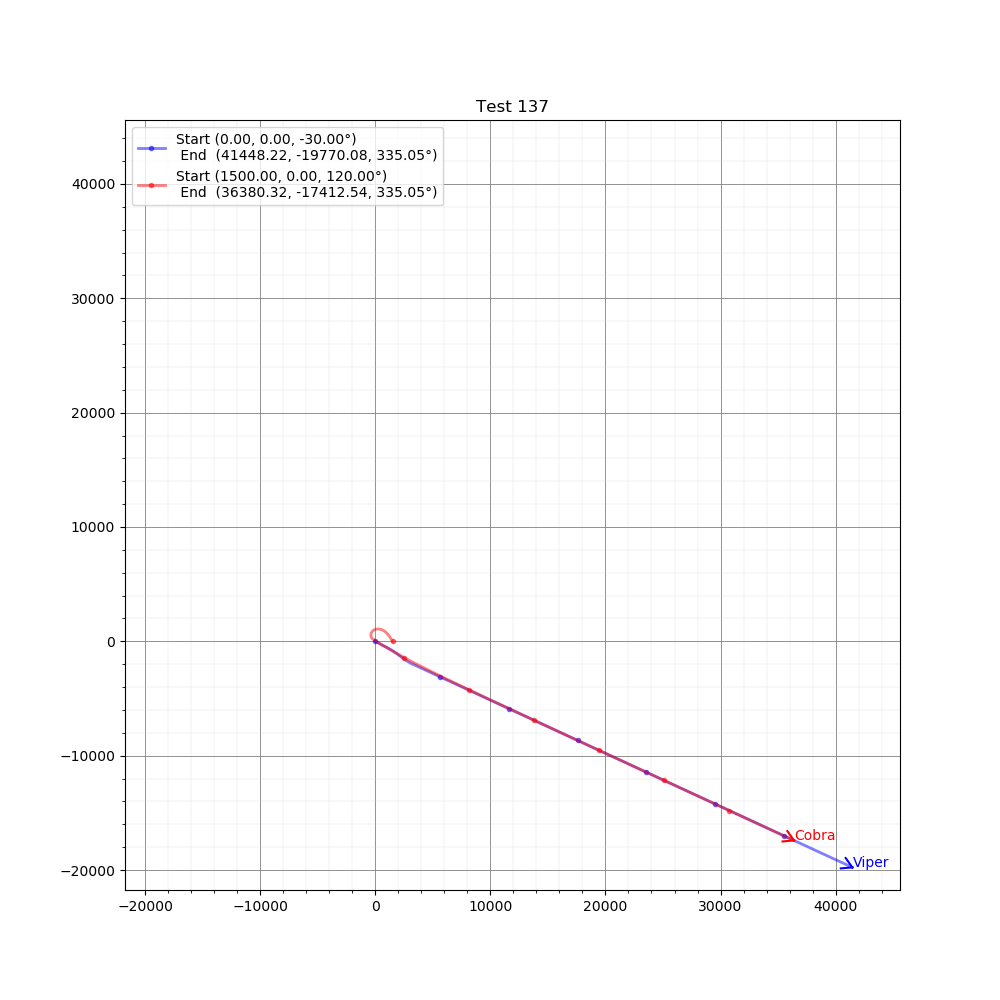 Test 137
Start (0.00, 0.00, -30.00°)
End  (41448.22, -19770.08, 335.05°)
Start (1500.00, 0.00, 120.00°)
End  (36380.32, -17412.54, 335.05°)
40000
30000
20000
10000
0
−10000
−20000
Cobra
Viper
−20000
−10000
0
10000
20000
30000
40000